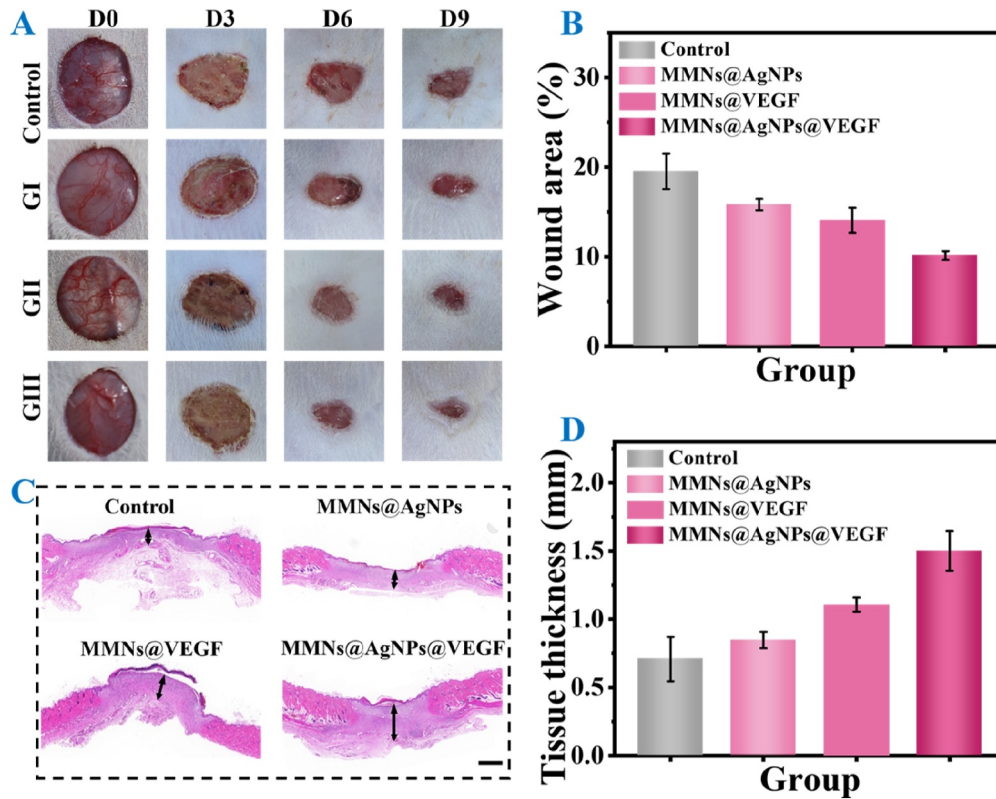 A
D0 D3 D6 D9
Control
GI
GII
GIII
B
Wound area (%)
30
20
10
0
Control
MMNs@AgNPs
MMNs@VEGF
MMNs@AgNPs@VEGF
Group
C
Control MMNs@AgNPs
MMNs@VEGF MMNs@AgNPs@VEGF
D
Tissue thickness (mm)
2.0
1.5
1.0
0.5
0.0
Control
MMNs@AgNPs
MMNs@VEGF
MMNs@AgNPs@VEGF
Group